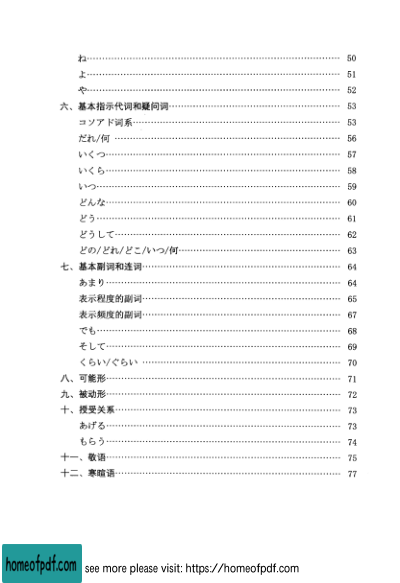 ね…………………………………………………………………………… 50
よ…………………………………………………………………………… 51
や…………………………………………………………………………… 52
六、基本指示代词和疑问词………………………………………………… 53
コソアド词系………………………………………………………………… 53
だれ/何 ……………………………………………………………………… 56
いくつ………………………………………………………………………… 57
いくら………………………………………………………………………… 58
いつ…………………………………………………………………………… 59
どんな………………………………………………………………………… 60
どう…………………………………………………………………………… 61
どうして……………………………………………………………………… 62
どの/どれ/どこ/いつ/何…………………………………………………… 63
七、基本副词和连词………………………………………………………… 64
あまり………………………………………………………………………… 64
表示程度的副词……………………………………………………………… 65
表示频度的副词……………………………………………………………… 67
でも…………………………………………………………………………… 68
そして………………………………………………………………………… 69
くらい/ぐらい ……………………………………………………………… 70
八、可能形…………………………………………………………………… 71
九、被动形…………………………………………………………………… 72
十、授受关系………………………………………………………………… 73
あげる………………………………………………………………………… 73
もらう………………………………………………………………………… 74
十一、敬语…………………………………………………………………… 75
十二、寒暄语………………………………………………………………… 77
homeofpdf.com see more please visit: https://homeofpdf.com